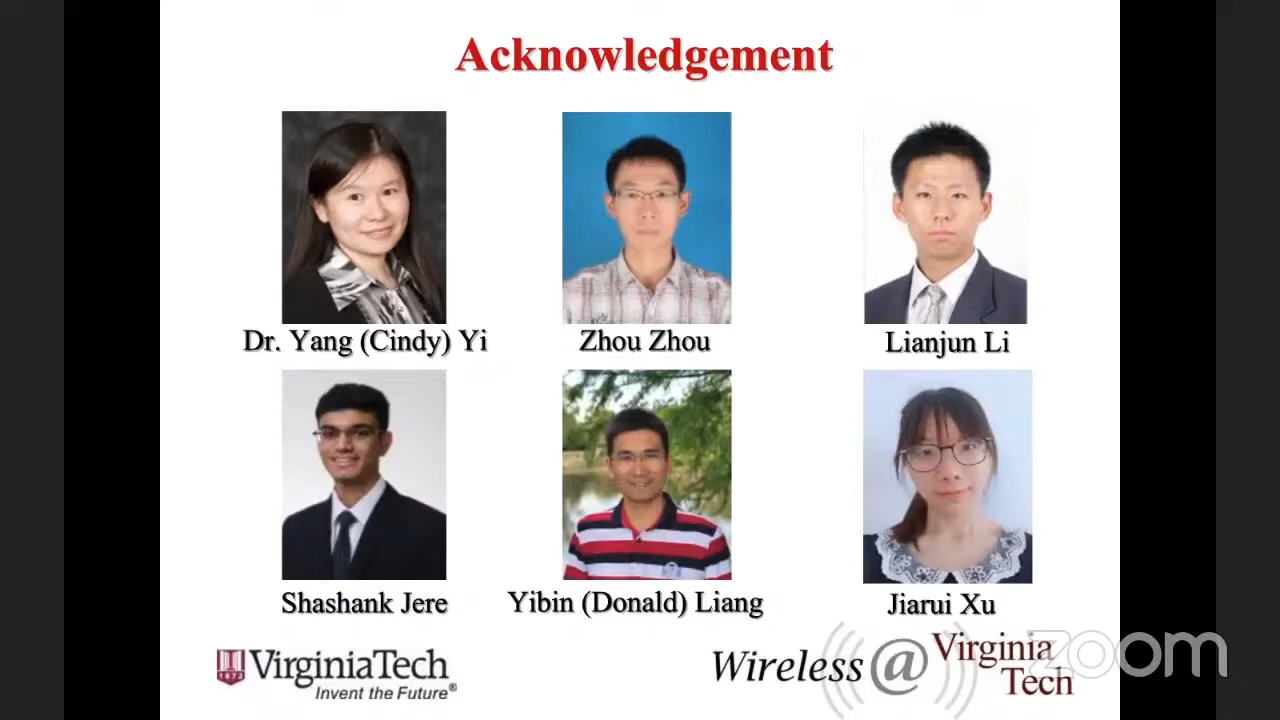 Acknowledgement
Dr. Yang (Cindy) Yi
Zhou Zhou
Lianjun Li
Shashank Jere
Yibin (Donald) Liang
Jiarui Xu
VirginiaTech
1872
Invent the Future®
Wireless @ Virginia Tech
zoom